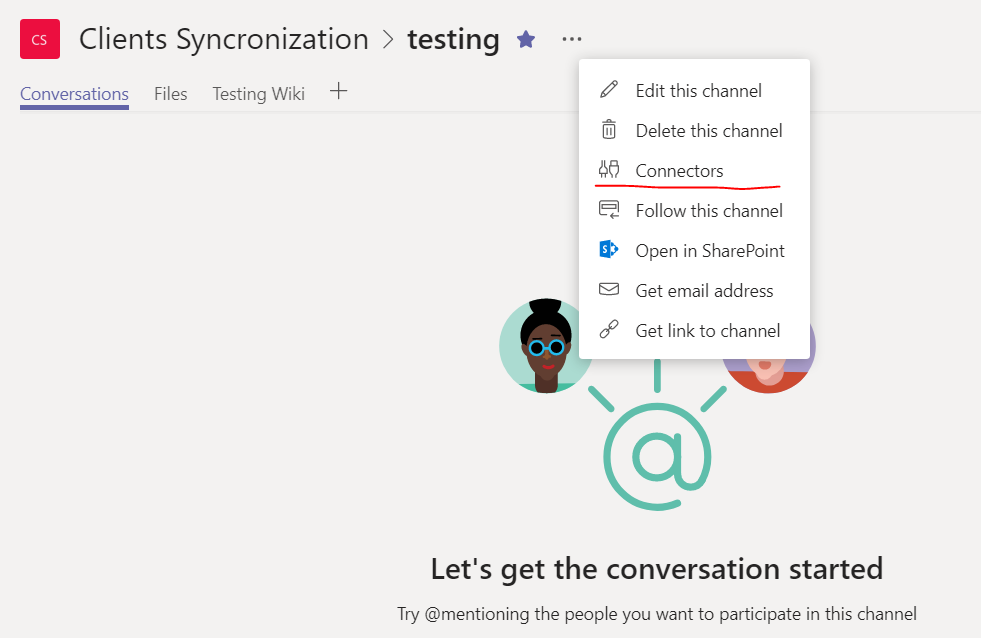 CS Clients Syncronization > testing ...
Conversations Files Testing Wiki +
Edit this channel
Delete this channel
Connectors
Follow this channel
S Open in SharePoint
Get email address
Get link to channel
@
Let's get the conversation started
Try @mentioning the people you want to participate in this channel